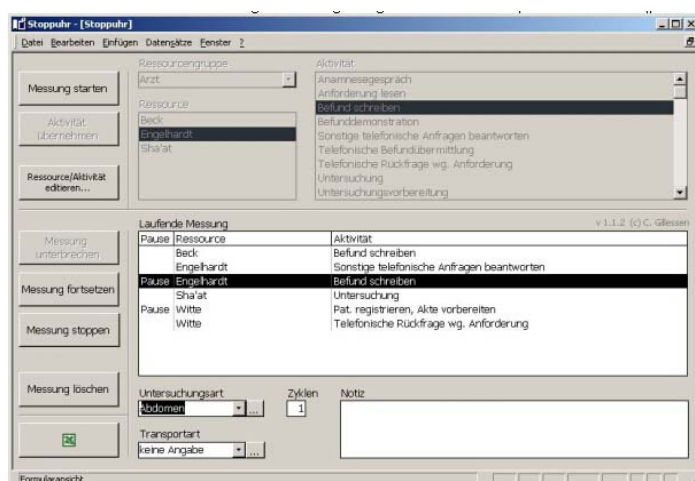 Stoppuhr - [Stoppuhr]
Datei Bearbeiten Einfügen Datensätze Fenster ?
Messung starten
Aktivität übernehmen
Ressource/Aktivität editieren...
Ressourcengruppe
Arzt
Ressource
Beck
Engelhardt
Sha'at
Aktivität
Anamnesegespräch
Anforderung lesen
Befund schreiben
Befunddemonstration
Sonstige telefonische Anfragen beantworten
Telefonische Befundübermittlung
Telefonische Rückfrage wg. Anforderung
Untersuchung
Untersuchungsvorbereitung
Laufende Messung
v 1.1.2 (c) C. Gillessen
Messung unterbrechen
Messung fortsetzen
Messung stoppen
Messung löschen
Pause Ressource Aktivität
Beck Befund schreiben
Engelhardt Sonstige telefonische Anfragen beantworten
Pause Engelhardt Befund schreiben
Sha'at Untersuchung
Pause Witte Pat. registrieren, Akte vorbereiten
Witte Telefonische Rückfrage wg. Anforderung
Untersuchungsart
Abdomen
...
Zyklen
1
Notiz
Transportart
keine Angabe
...
Formularansicht